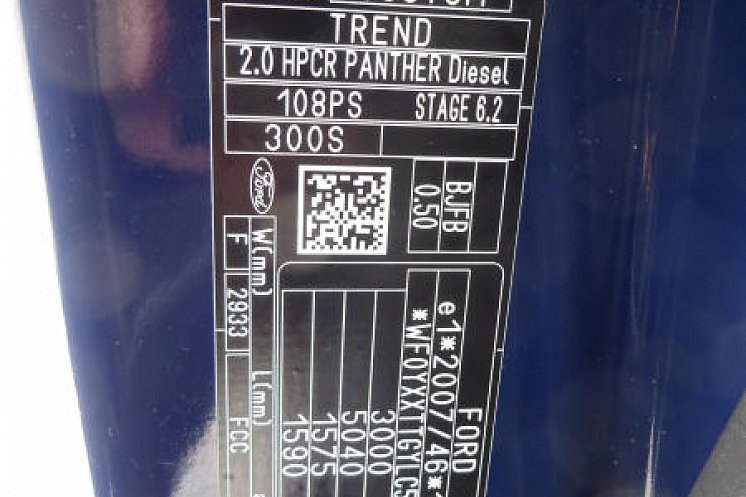 TREND
2.0 HPCR PANTHER Diesel
108PS STAGE 6.2
300S
Ford
BJFB
0.50
FORD
e1*2007/46*
*WF0YXXTTGYLC5
3000
5040
1575
1590
W(mm) L(mm)
F 2933 FCC